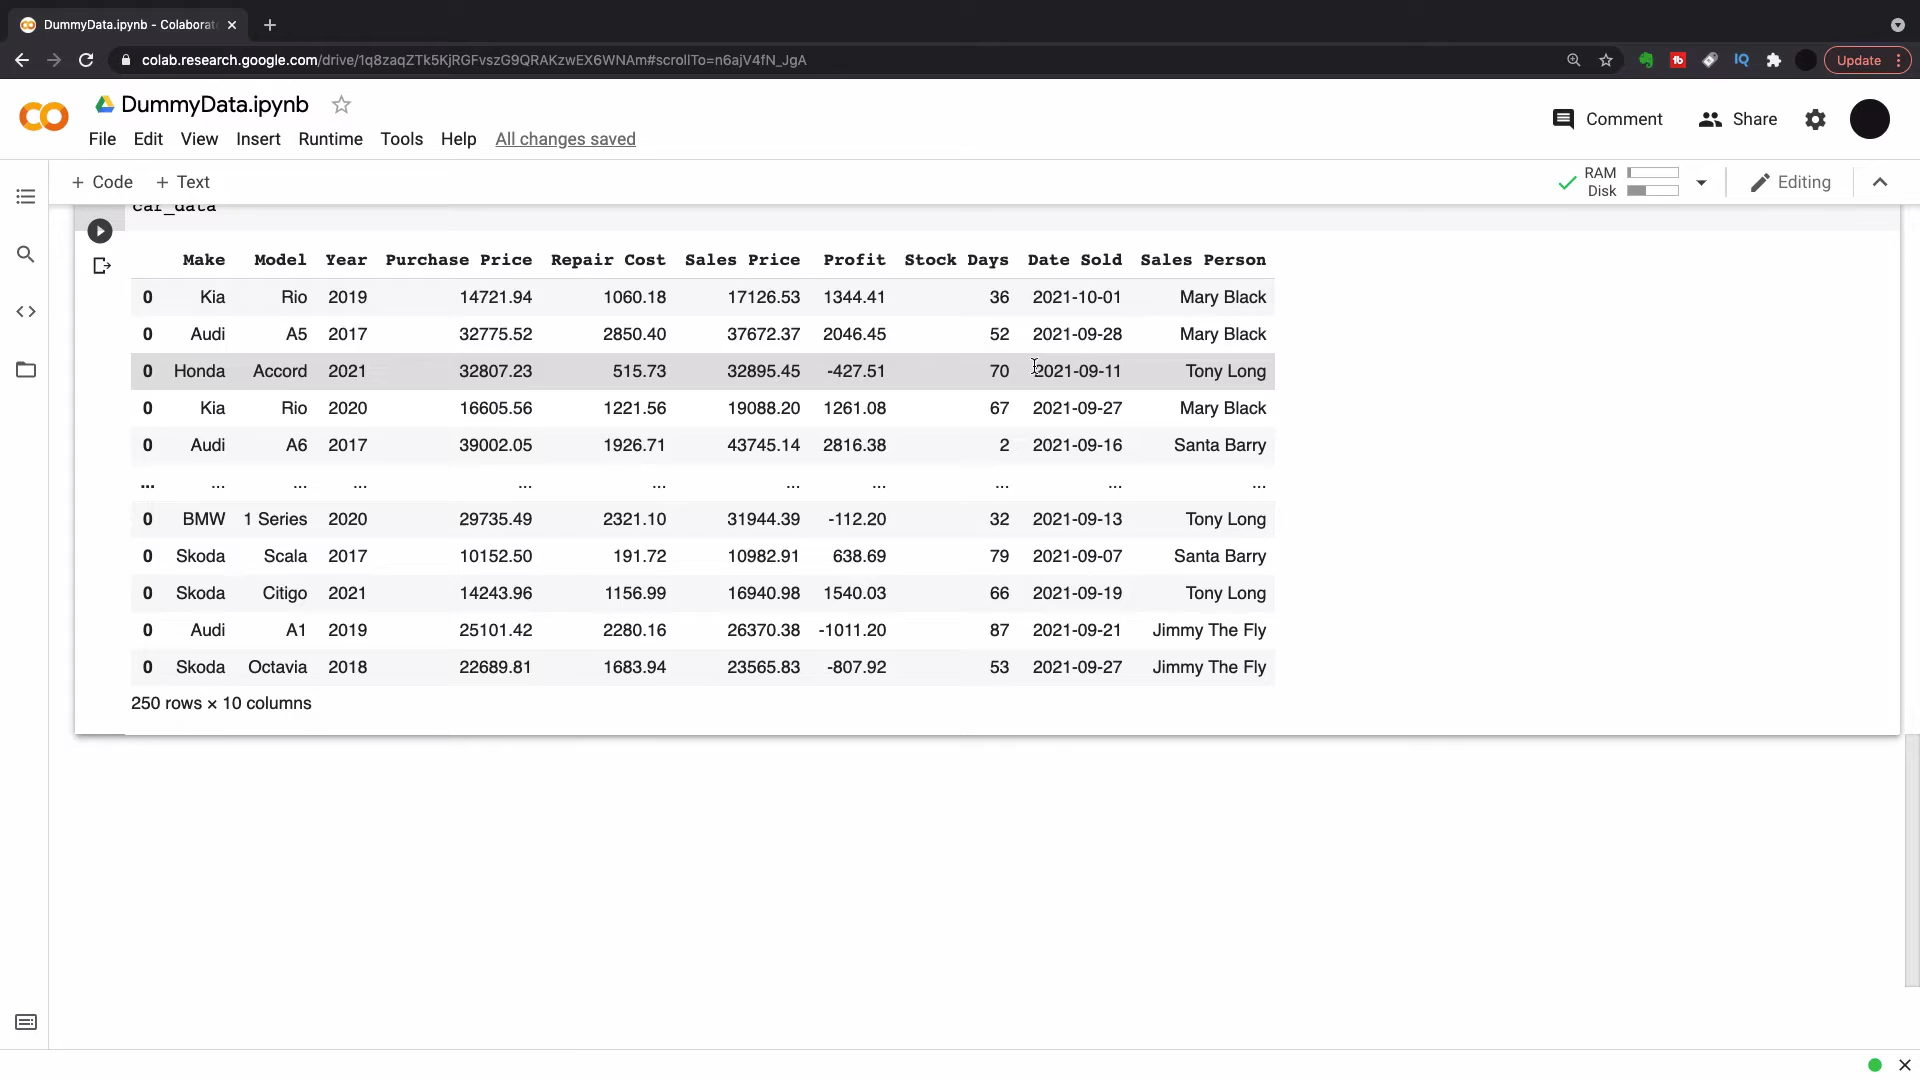 DummyData.ipynb - Colaborat
colab.research.google.com/drive/1q8zaqZTk5KjRGFvszG9QRAKzwEX6WNAm#scrollTo=n6ajV4fN_JgA
tb
IQ
Update
DummyData.ipynb
File Edit View Insert Runtime Tools Help All changes saved
Comment
Share
+ Code + Text
RAM
Disk
Editing
car_data
Make Model Year Purchase Price Repair Cost Sales Price Profit Stock Days Date Sold Sales Person
0 Kia Rio 2019 14721.94 1060.18 17126.53 1344.41 36 2021-10-01 Mary Black
0 Audi A5 2017 32775.52 2850.40 37672.37 2046.45 52 2021-09-28 Mary Black
0 Honda Accord 2021 32807.23 515.73 32895.45 -427.51 70 2021-09-11 Tony Long
0 Kia Rio 2020 16605.56 1221.56 19088.20 1261.08 67 2021-09-27 Mary Black
0 Audi A6 2017 39002.05 1926.71 43745.14 2816.38 2 2021-09-16 Santa Barry
... ... ... ... ... ... ... ... ... ... ...
0 BMW 1 Series 2020 29735.49 2321.10 31944.39 -112.20 32 2021-09-13 Tony Long
0 Skoda Scala 2017 10152.50 191.72 10982.91 638.69 79 2021-09-07 Santa Barry
0 Skoda Citigo 2021 14243.96 1156.99 16940.98 1540.03 66 2021-09-19 Tony Long
0 Audi A1 2019 25101.42 2280.16 26370.38 -1011.20 87 2021-09-21 Jimmy The Fly
0 Skoda Octavia 2018 22689.81 1683.94 23565.83 -807.92 53 2021-09-27 Jimmy The Fly
250 rows × 10 columns